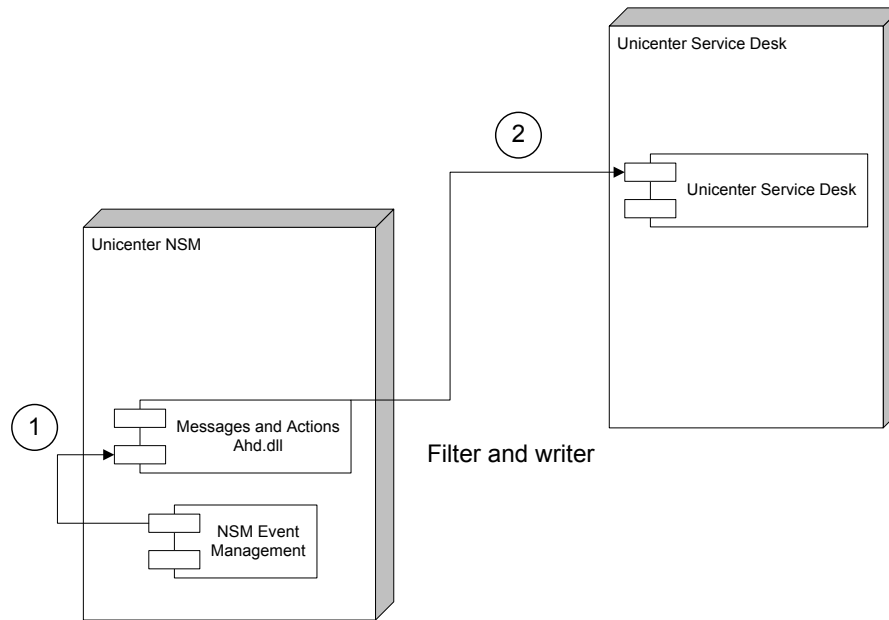 Unicenter Service Desk
2
Unicenter Service Desk
Unicenter NSM
1
Messages and Actions
Ahd.dll
Filter and writer
NSM Event
Management